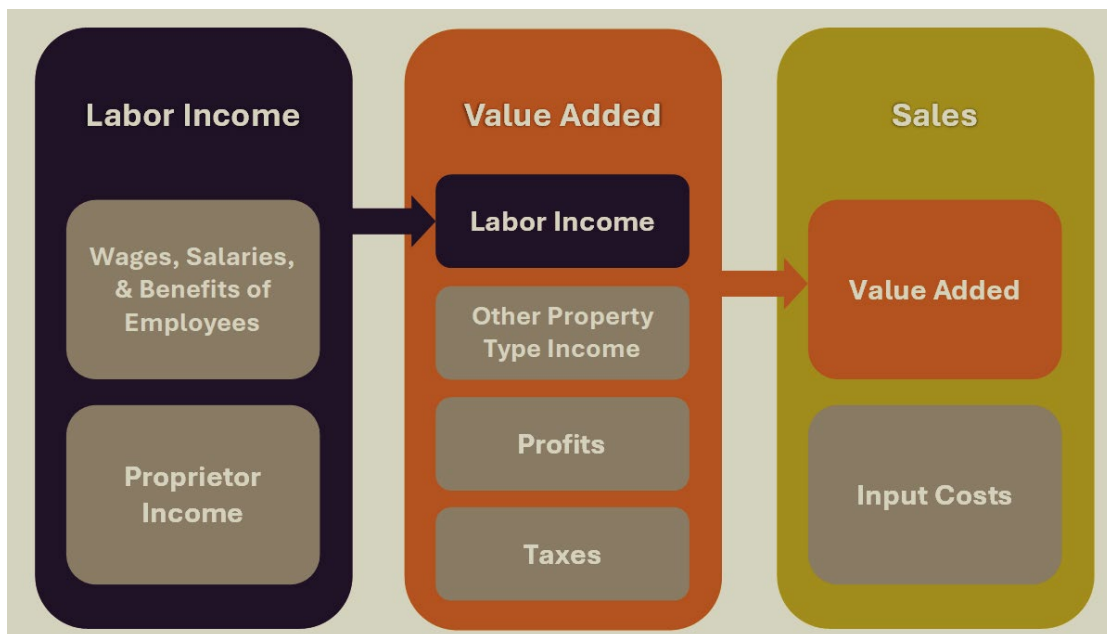 Labor Income
Wages, Salaries,
& Benefits of
Employees
Proprietor
Income
Value Added
Labor Income
Other Property
Type Income
Profits
Taxes
Sales
Value Added
Input Costs